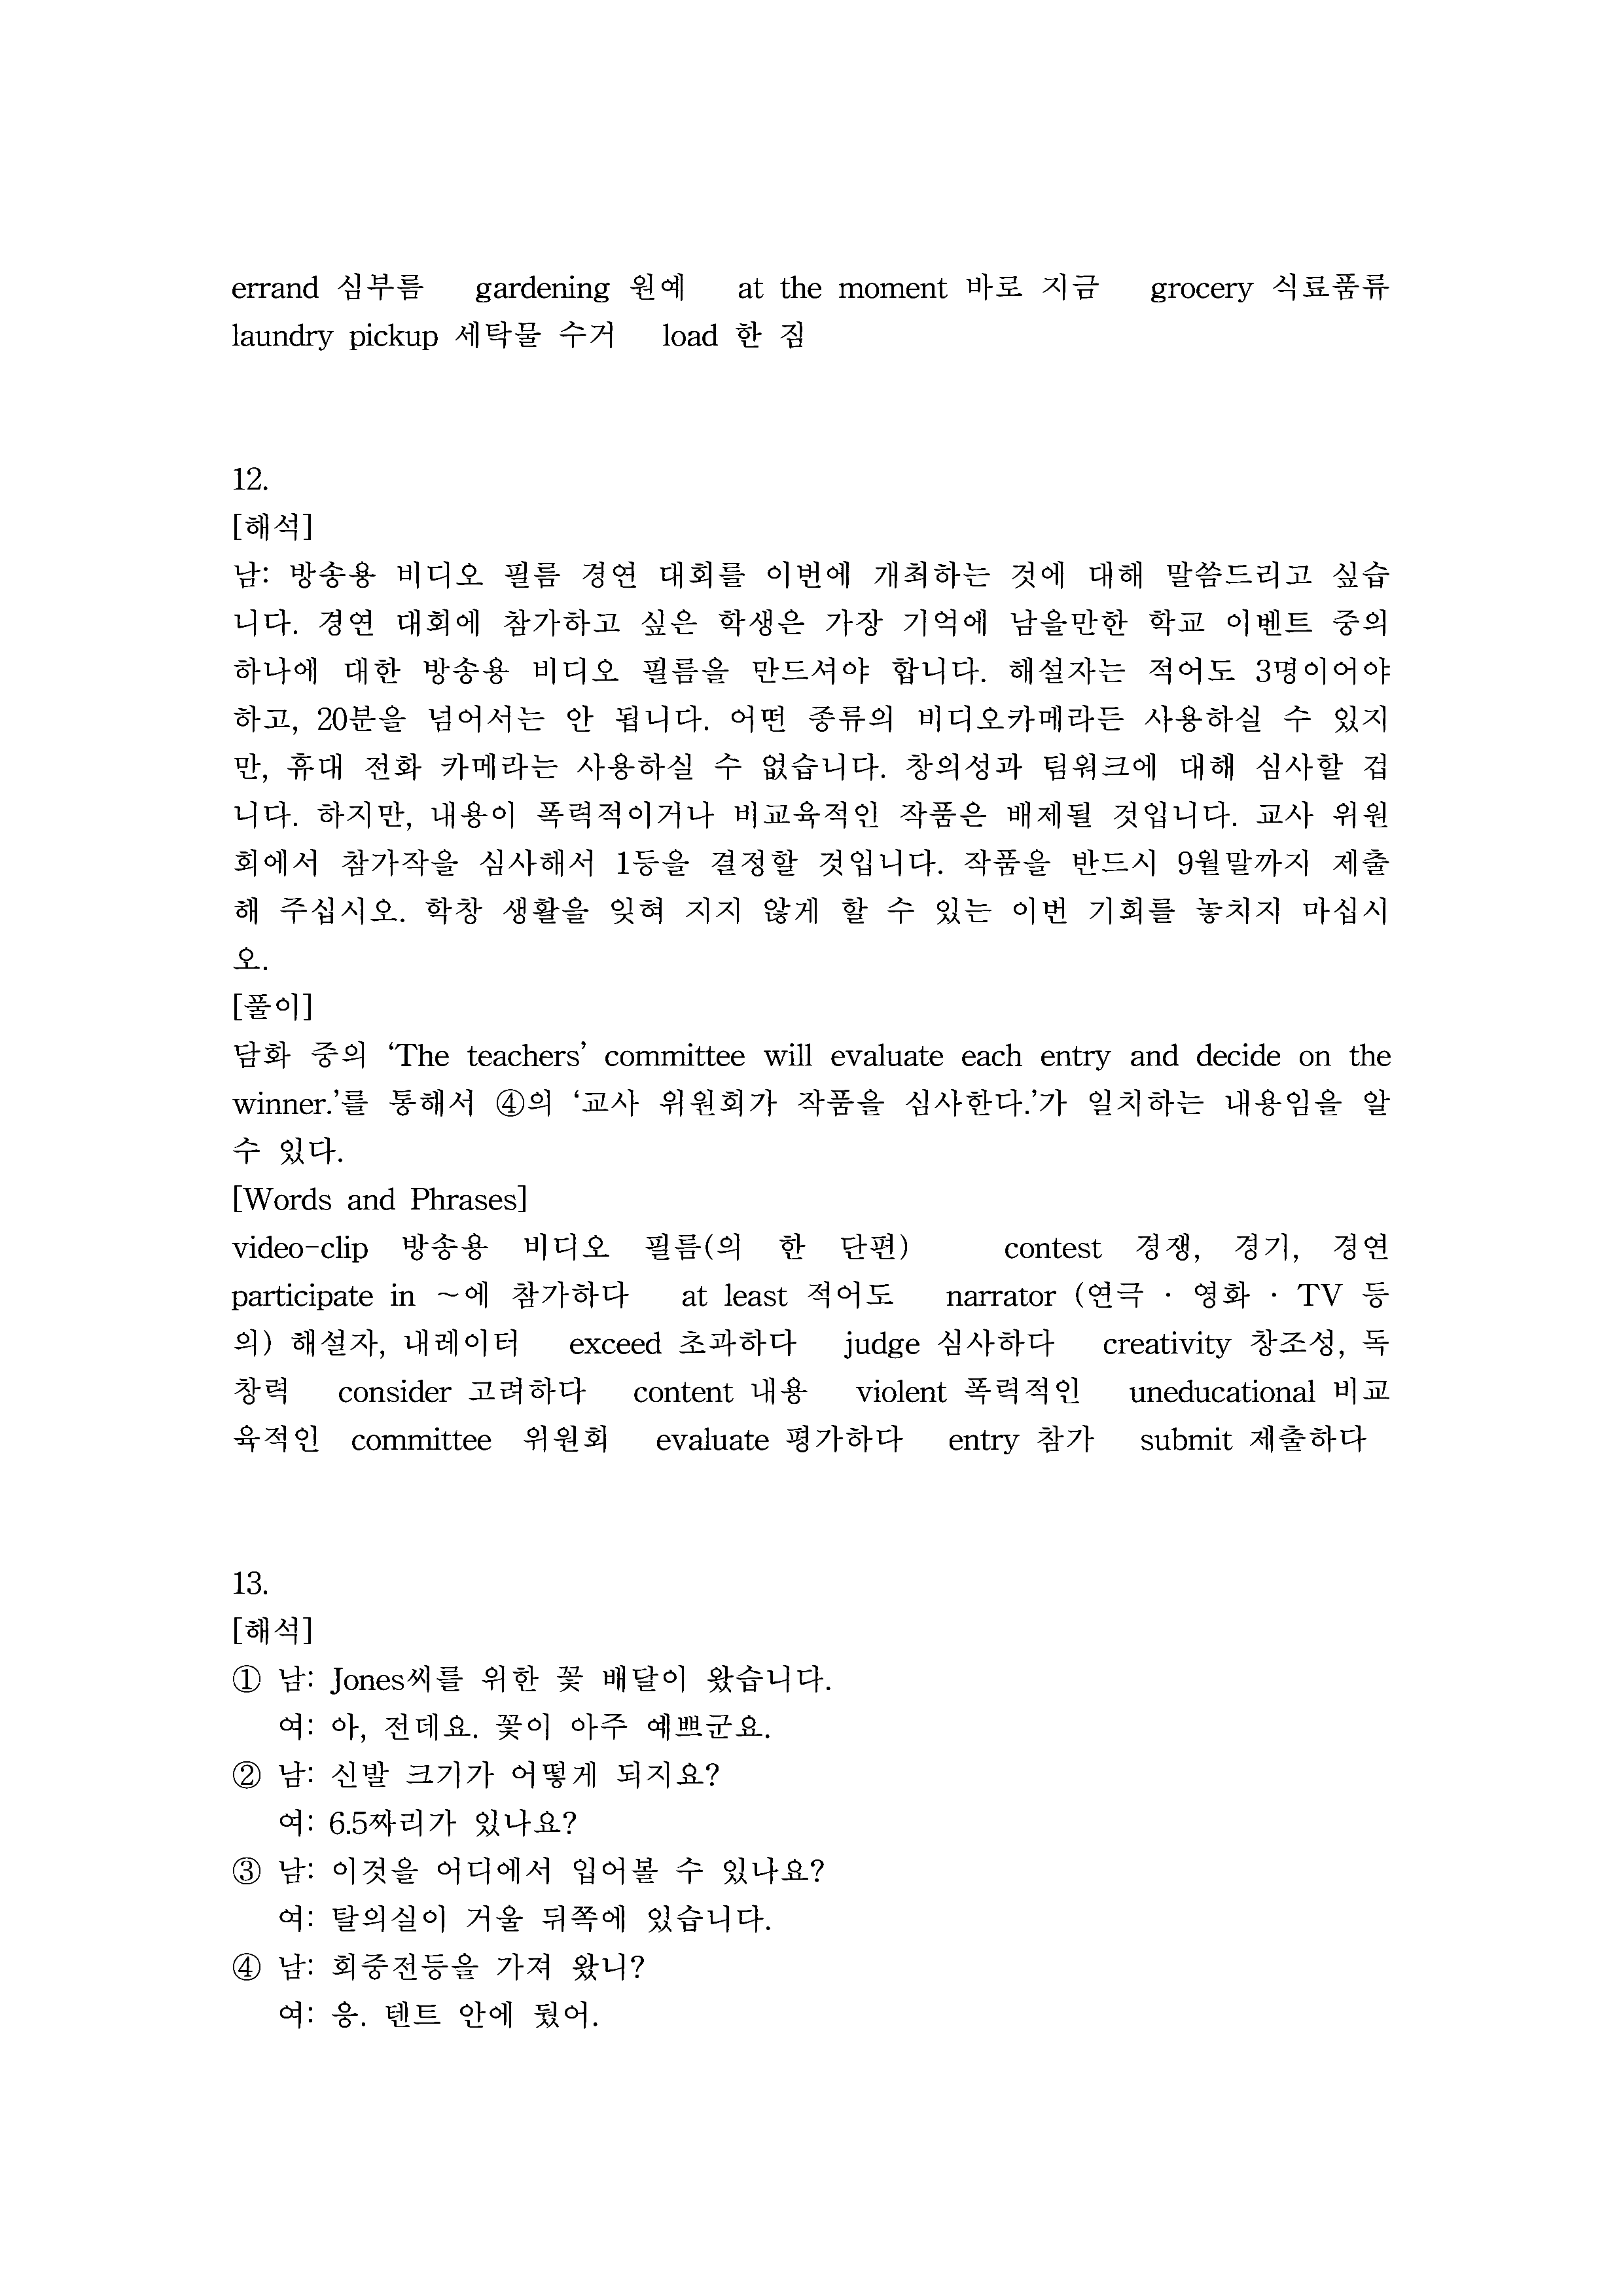 errand 심부름 gardening 원예 at the moment 바로 지금 grocery 식료품류
laundry pickup 세탁물 수거 load 한 짐
12.
[해석]
남: 방송용 비디오 필름 경연 대회를 이번에 개최하는 것에 대해 말씀드리고 싶습
니다. 경연 대회에 참가하고 싶은 학생은 가장 기억에 남을만한 학교 이벤트 중의
하나에 대한 방송용 비디오 필름을 만드셔야 합니다. 해설자는 적어도 3명이어야
하고, 20분을 넘어서는 안 됩니다. 어떤 종류의 비디오카메라든 사용하실 수 있지
만, 휴대 전화 카메라는 사용하실 수 없습니다. 창의성과 팀워크에 대해 심사할 겁
니다. 하지만, 내용이 폭력적이거나 비교육적인 작품은 배제될 것입니다. 교사 위원
회에서 참가작을 심사해서 1등을 결정할 것입니다. 작품을 반드시 9월말까지 제출
해 주십시오. 학창 생활을 잊혀 지지 않게 할 수 있는 이번 기회를 놓치지 마십시
오.
[풀이]
담화 중의 ‘The teachers’ committee will evaluate each entry and decide on the
winner.’를 통해서 ④의 ‘교사 위원회가 작품을 심사한다.’가 일치하는 내용임을 알
수 있다.
[Words and Phrases]
video-clip 방송용 비디오 필름(의 한 단편) contest 경쟁, 경기, 경연
participate in ~에 참가하다 at least 적어도 narrator (연극 · 영화 · TV 등
의) 해설자, 내레이터 exceed 초과하다 judge 심사하다 creativity 창조성, 독
창력 consider 고려하다 content 내용 violent 폭력적인 uneducational 비교
육적인 committee 위원회 evaluate 평가하다 entry 참가 submit 제출하다
13.
[해석]
① 남: Jones씨를 위한 꽃 배달이 왔습니다.
여: 아, 전데요. 꽃이 아주 예쁘군요.
② 남: 신발 크기가 어떻게 되지요?
여: 6.5짜리가 있나요?
③ 남: 이것을 어디에서 입어볼 수 있나요?
여: 탈의실이 거울 뒤쪽에 있습니다.
④ 남: 회중전등을 가져 왔니?
여: 응. 텐트 안에 뒀어.